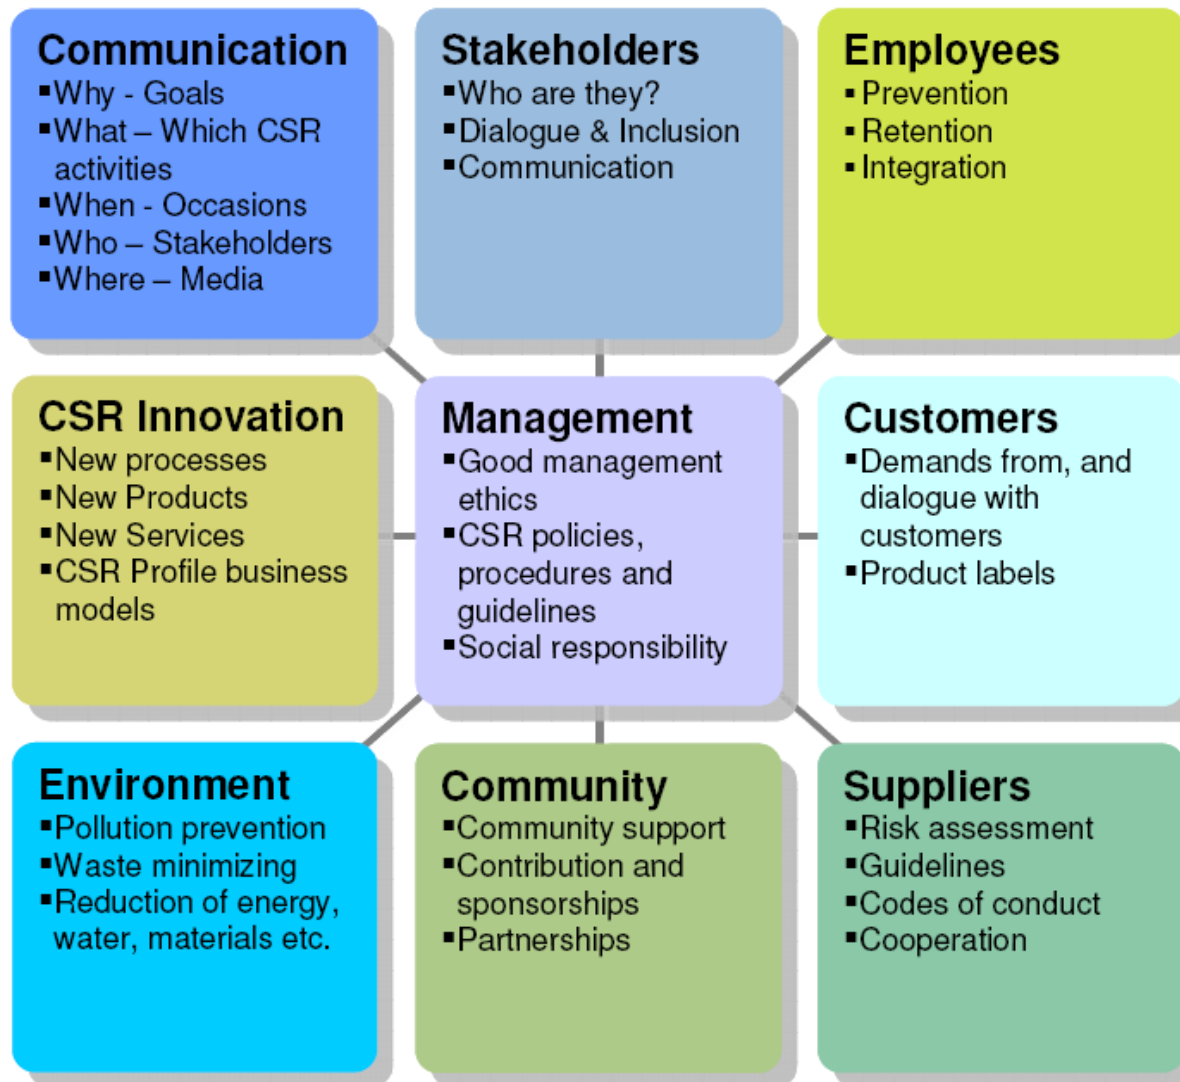 Communication
▪Why - Goals
▪What – Which CSR
activities
▪When - Occasions
▪Who – Stakeholders
▪Where – Media
Stakeholders
▪Who are they?
▪Dialogue & Inclusion
▪Communication
Employees
▪Prevention
▪Retention
▪Integration
CSR Innovation
▪New processes
▪New Products
▪New Services
▪CSR Profile business
models
Management
▪Good management
ethics
▪CSR policies,
procedures and
guidelines
▪Social responsibility
Customers
▪Demands from, and
dialogue with
customers
▪Product labels
Environment
▪Pollution prevention
▪Waste minimizing
▪Reduction of energy,
water, materials etc.
Community
▪Community support
▪Contribution and
sponsorships
▪Partnerships
Suppliers
▪Risk assessment
▪Guidelines
▪Codes of conduct
▪Cooperation